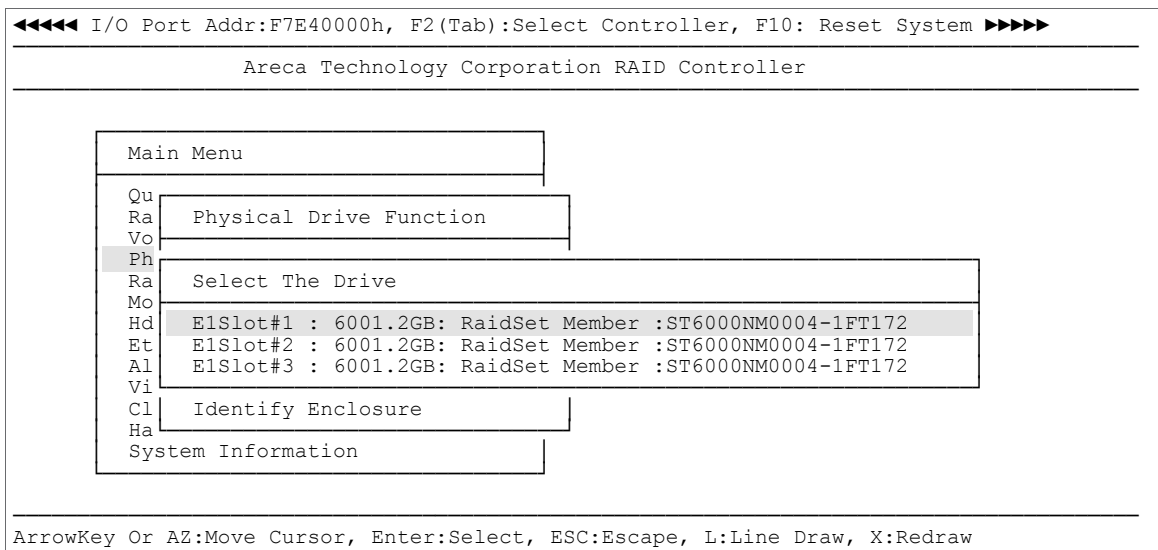 ◄◄◄◄◄ I/O Port Addr:F7E40000h, F2(Tab):Select Controller, F10: Reset System ►►►►►
Areca Technology Corporation RAID Controller
Main Menu
Qu
Ra Physical Drive Function
Vo
Ph
Ra Select The Drive
Mo
Hd E1Slot#1 : 6001.2GB: RaidSet Member :ST6000NM0004-1FT172
Et E1Slot#2 : 6001.2GB: RaidSet Member :ST6000NM0004-1FT172
Al E1Slot#3 : 6001.2GB: RaidSet Member :ST6000NM0004-1FT172
Vi
Cl Identify Enclosure
Ha
System Information
ArrowKey Or AZ:Move Cursor, Enter:Select, ESC:Escape, L:Line Draw, X:Redraw